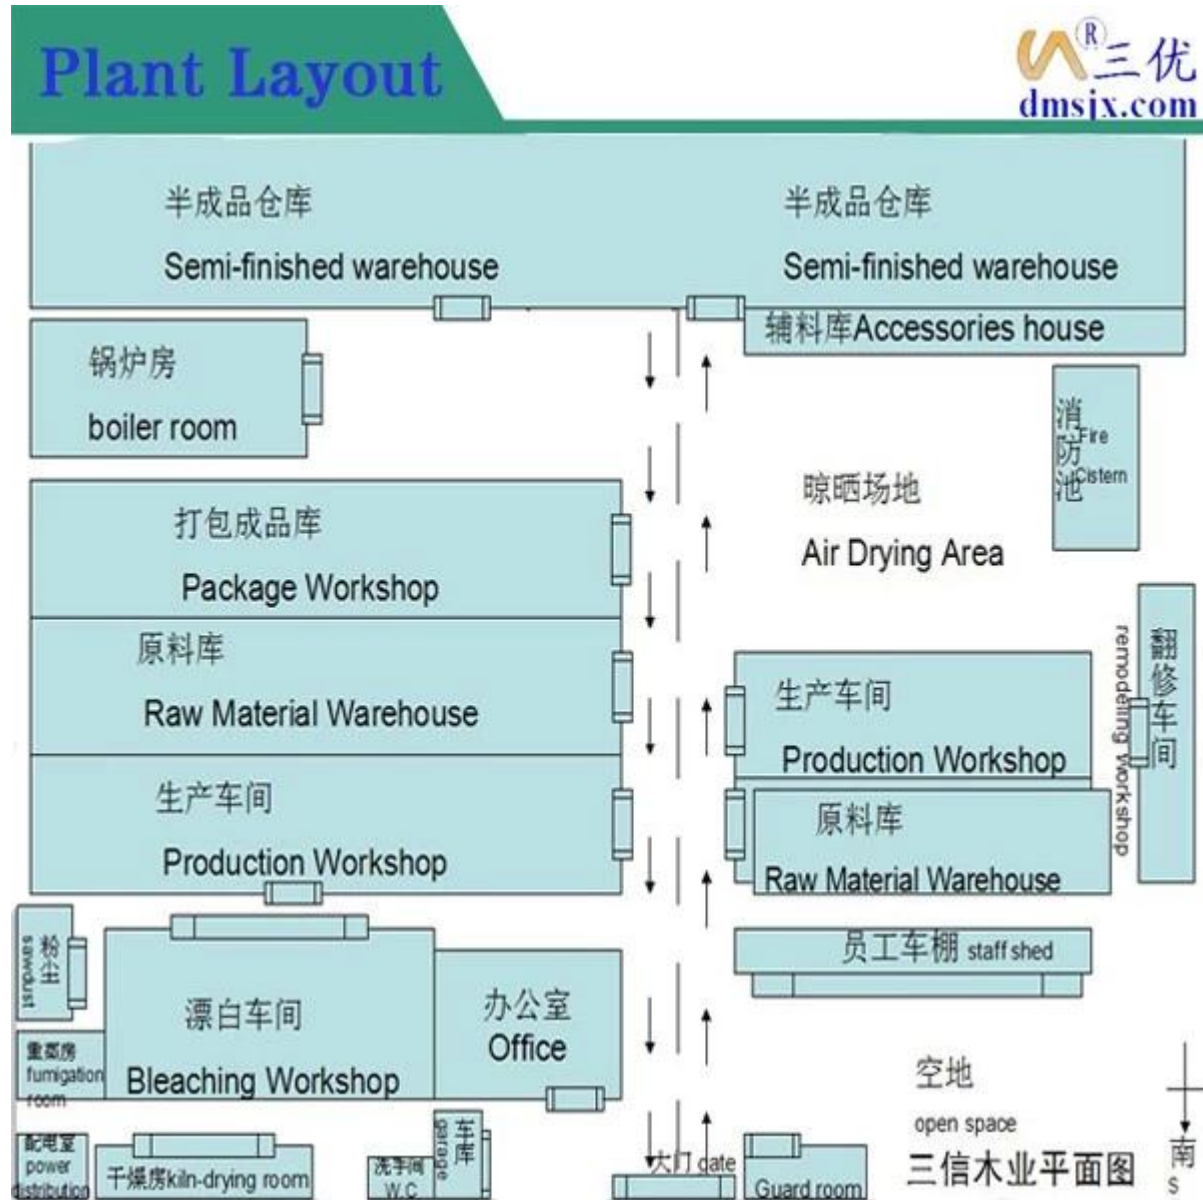 Plant Layout
®三优
dmsjx.com
半成品仓库
Semi-finished warehouse
半成品仓库
Semi-finished warehouse
辅料库Accessories house
锅炉房
boiler room
消防池
Fire
Cistern
晾晒场地
Air Drying Area
打包成品库
Package Workshop
原料库
Raw Material Warehouse
生产车间
Production Workshop
生产车间
Production Workshop
原料库
Raw Material Warehouse
翻修车间
remodeling workshop
粉尘
sawdust
漂白车间
Bleaching Workshop
办公室
Office
员工车棚 staff shed
重蒸房
fumigation
room
空地
open space
配电室
power
distribution
干燥房kiln-drying room
洗手间
W.C
车库
garage
大门 gate
Guard room
三信木业平面图
南
S